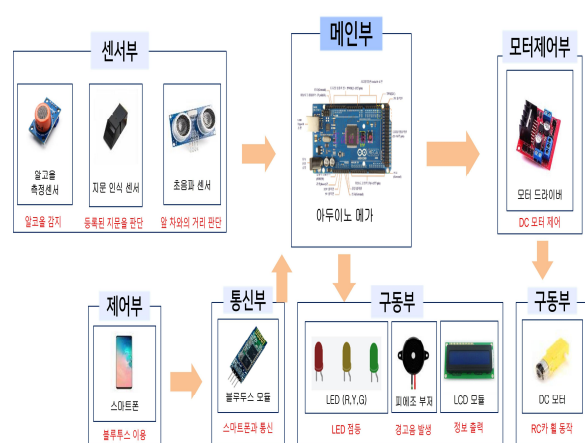 센서부
메인부
모터제어부
알고올
측정센서
지문 인식 센서
초음파 센서
알코올 감지
등록된 지문을 판단
앞 차와의 거리 판단
아두이노 메가
모터 드라이버
DC 모터 제어
제어부
통신부
구동부
구동부
스마트폰
블루투스 모듈
LED (R,Y,G)
피에조 부저
LCD 모듈
DC 모터
블루투스 이용
스마트폰과 통신
LED 점등
경고음 발생
정보 출력
RC카 휠 동작